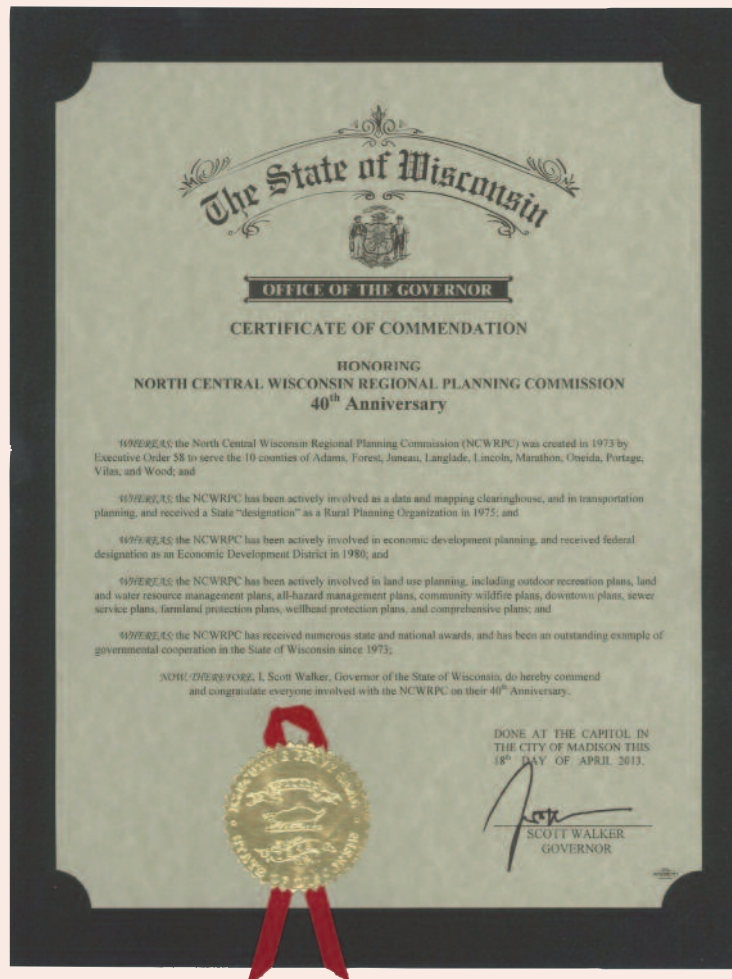 The State of Wisconsin
OFFICE OF THE GOVERNOR
CERTIFICATE OF COMMENDATION
HONORING
NORTH CENTRAL WISCONSIN REGIONAL PLANNING COMMISSION
40th Anniversary
WHEREAS; the North Central Wisconsin Regional Planning Commission (NCWRPC) was created in 1973 by
Executive Order 58 to serve the 10 counties of Adams, Forest, Juneau, Langlade, Lincoln, Marathon, Oneida, Portage,
Vilas, and Wood; and
WHEREAS; the NCWRPC has been actively involved as a data and mapping clearinghouse, and in transportation
planning, and received a State "designation" as a Rural Planning Organization in 1975; and
WHEREAS; the NCWRPC has been actively involved in economic development planning, and received federal
designation as an Economic Development District in 1980; and
WHEREAS; the NCWRPC has been actively involved in land use planning, including outdoor recreation plans, land
and water resource management plans, all-hazard management plans, community wildfire plans, downtown plans, sewer
service plans, farmland protection plans, wellhead protection plans, and comprehensive plans; and
WHEREAS; the NCWRPC has received numerous state and national awards, and has been an outstanding example of
governmental cooperation in the State of Wisconsin since 1973;
NOW, THEREFORE, I, Scott Walker, Governor of the State of Wisconsin, do hereby commend
and congratulate everyone involved with the NCWRPC on their 40th Anniversary.
DONE AT THE CAPITOL IN
THE CITY OF MADISON THIS
18th DAY OF APRIL 2013.
SCOTT WALKER
GOVERNOR